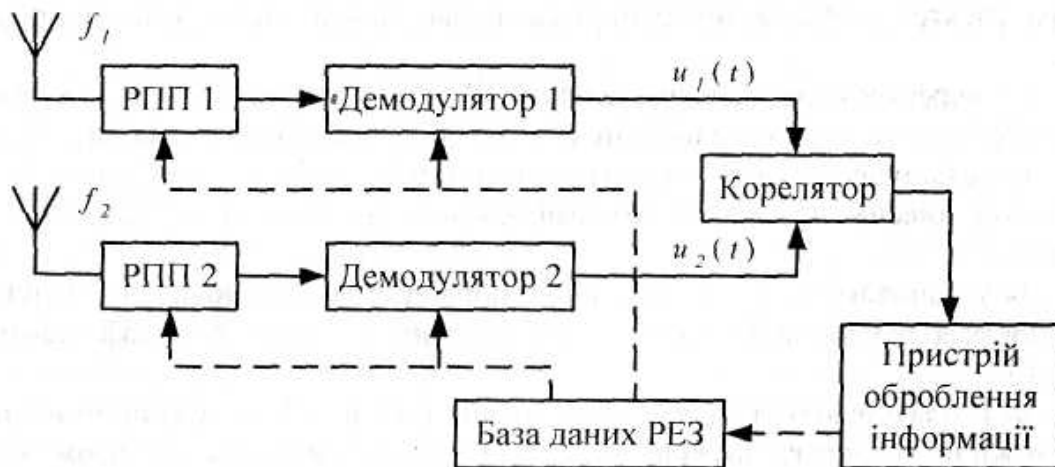 f₁
РПП 1
Демодулятор 1
u₁(t)
Корелятор
f₂
РПП 2
Демодулятор 2
u₂(t)
База даних РЕЗ
Пристрій
оброблення
інформації